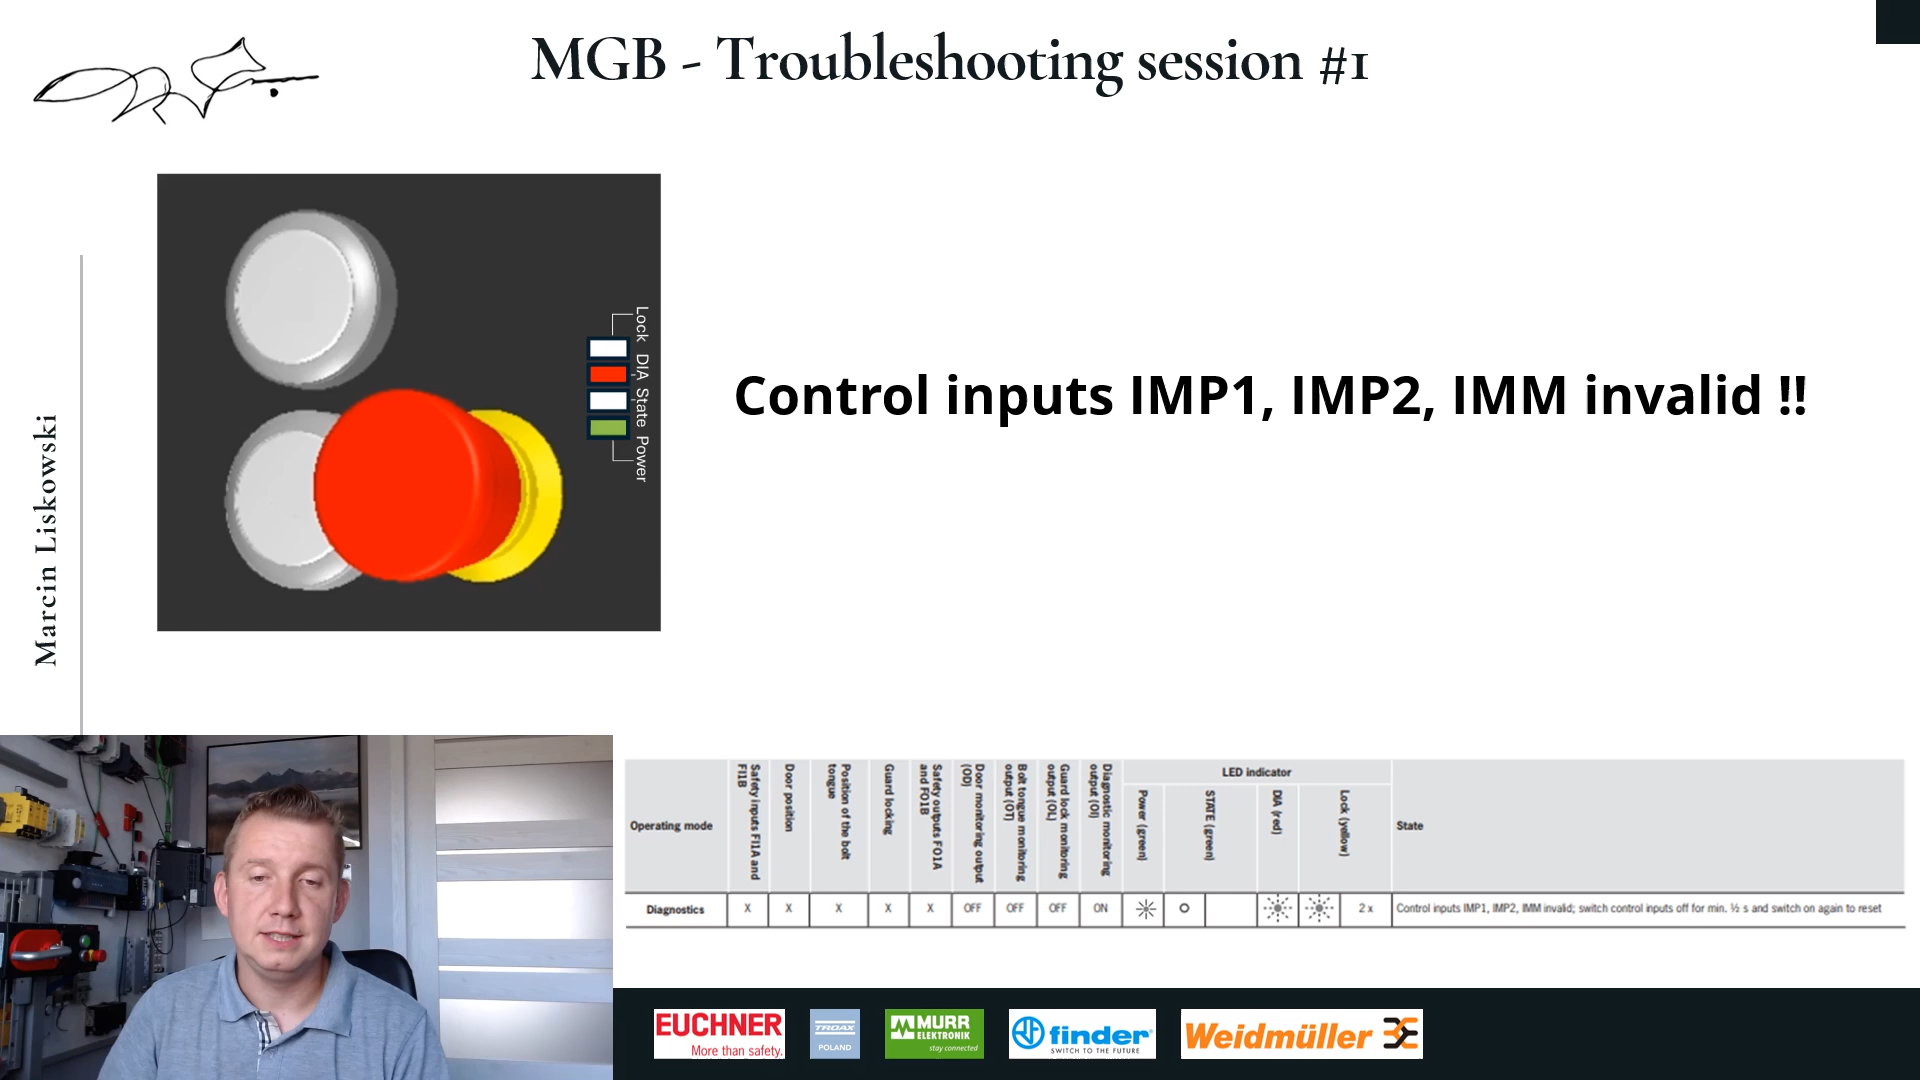 MGB - Troubleshooting session #1
Marcin Liskowski
Lock DIA State Power
Control inputs IMP1, IMP2, IMM invalid !!
Operating mode
Safety inputs FI1A and
FI1B
Door position
Position of the bolt
tongue
Guard locking
Safety outputs FO1A
and FO1B
Door monitoring output
(OD)
Bolt tongue monitoring
output (OT)
Guard lock monitoring
output (OL)
Diagnostic monitoring
output (OI)
LED indicator
Power (green)
STATE (green)
DIA (red)
Lock (yellow)
State
Diagnostics X X X X X OFF OFF OFF ON 2 x Control inputs IMP1, IMP2, IMM invalid; switch control inputs off for min. ½ s and switch on again to reset
EUCHNER
More than safety.
TROAX
POLAND
MURR
ELEKTRONIK
stay connected
finder
SWITCH TO THE FUTURE
Weidmüller